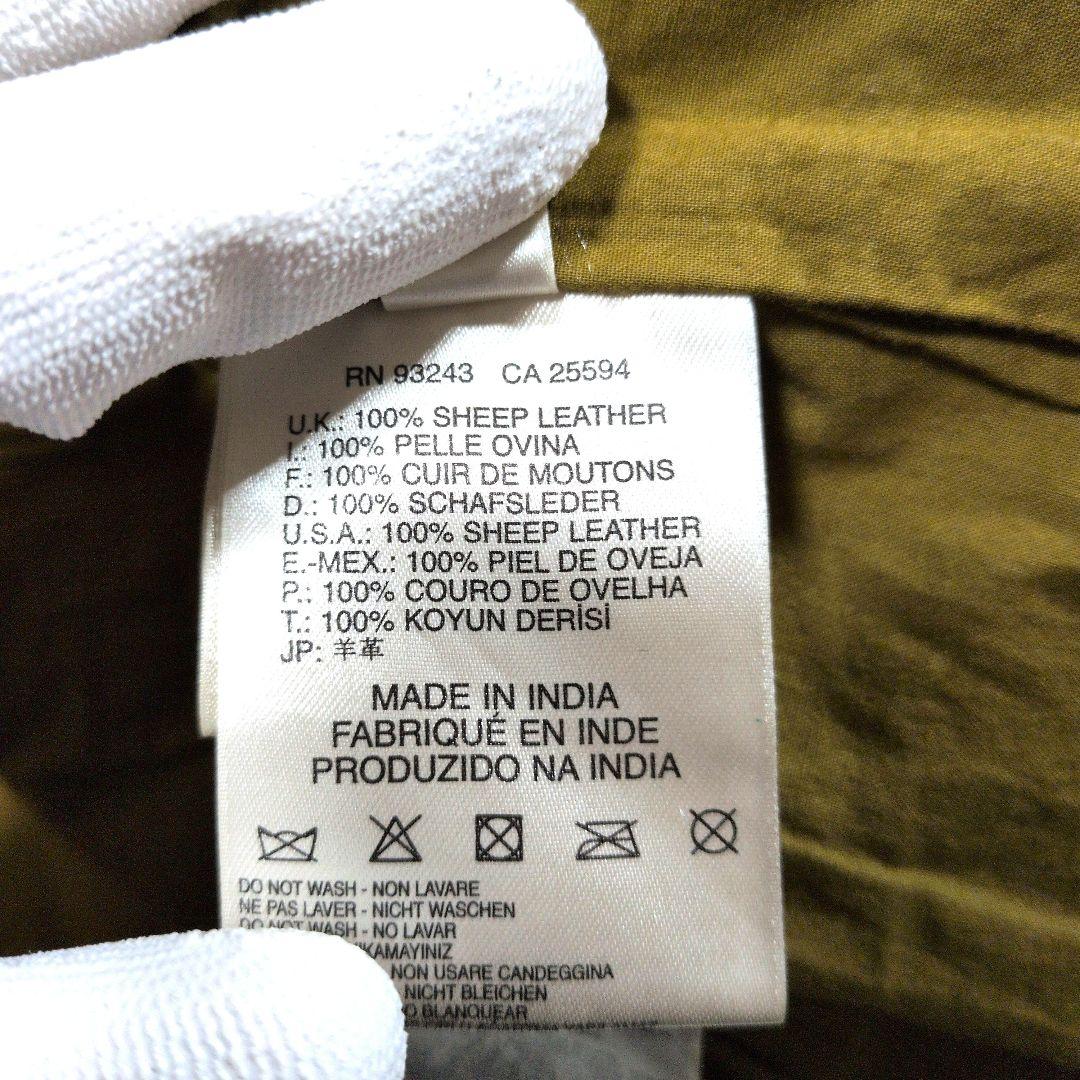 RN 93243 CA 25594
U.K.: 100% SHEEP LEATHER
I.: 100% PELLE OVINA
F.: 100% CUIR DE MOUTONS
D.: 100% SCHAFSLEDER
U.S.A.: 100% SHEEP LEATHER
E.-MEX.: 100% PIEL DE OVEJA
P.: 100% COURO DE OVELHA
T.: 100% KOYUN DERİSİ
JP: 羊革
MADE IN INDIA
FABRIQUÉ EN INDE
PRODUZIDO NA INDIA
DO NOT WASH - NON LAVARE
NE PAS LAVER - NICHT WASCHEN
DO NOT WASH - NO LAVAR
NON USARE CANDEGGINA
NICHT BLEICHEN
BLANQUEAR